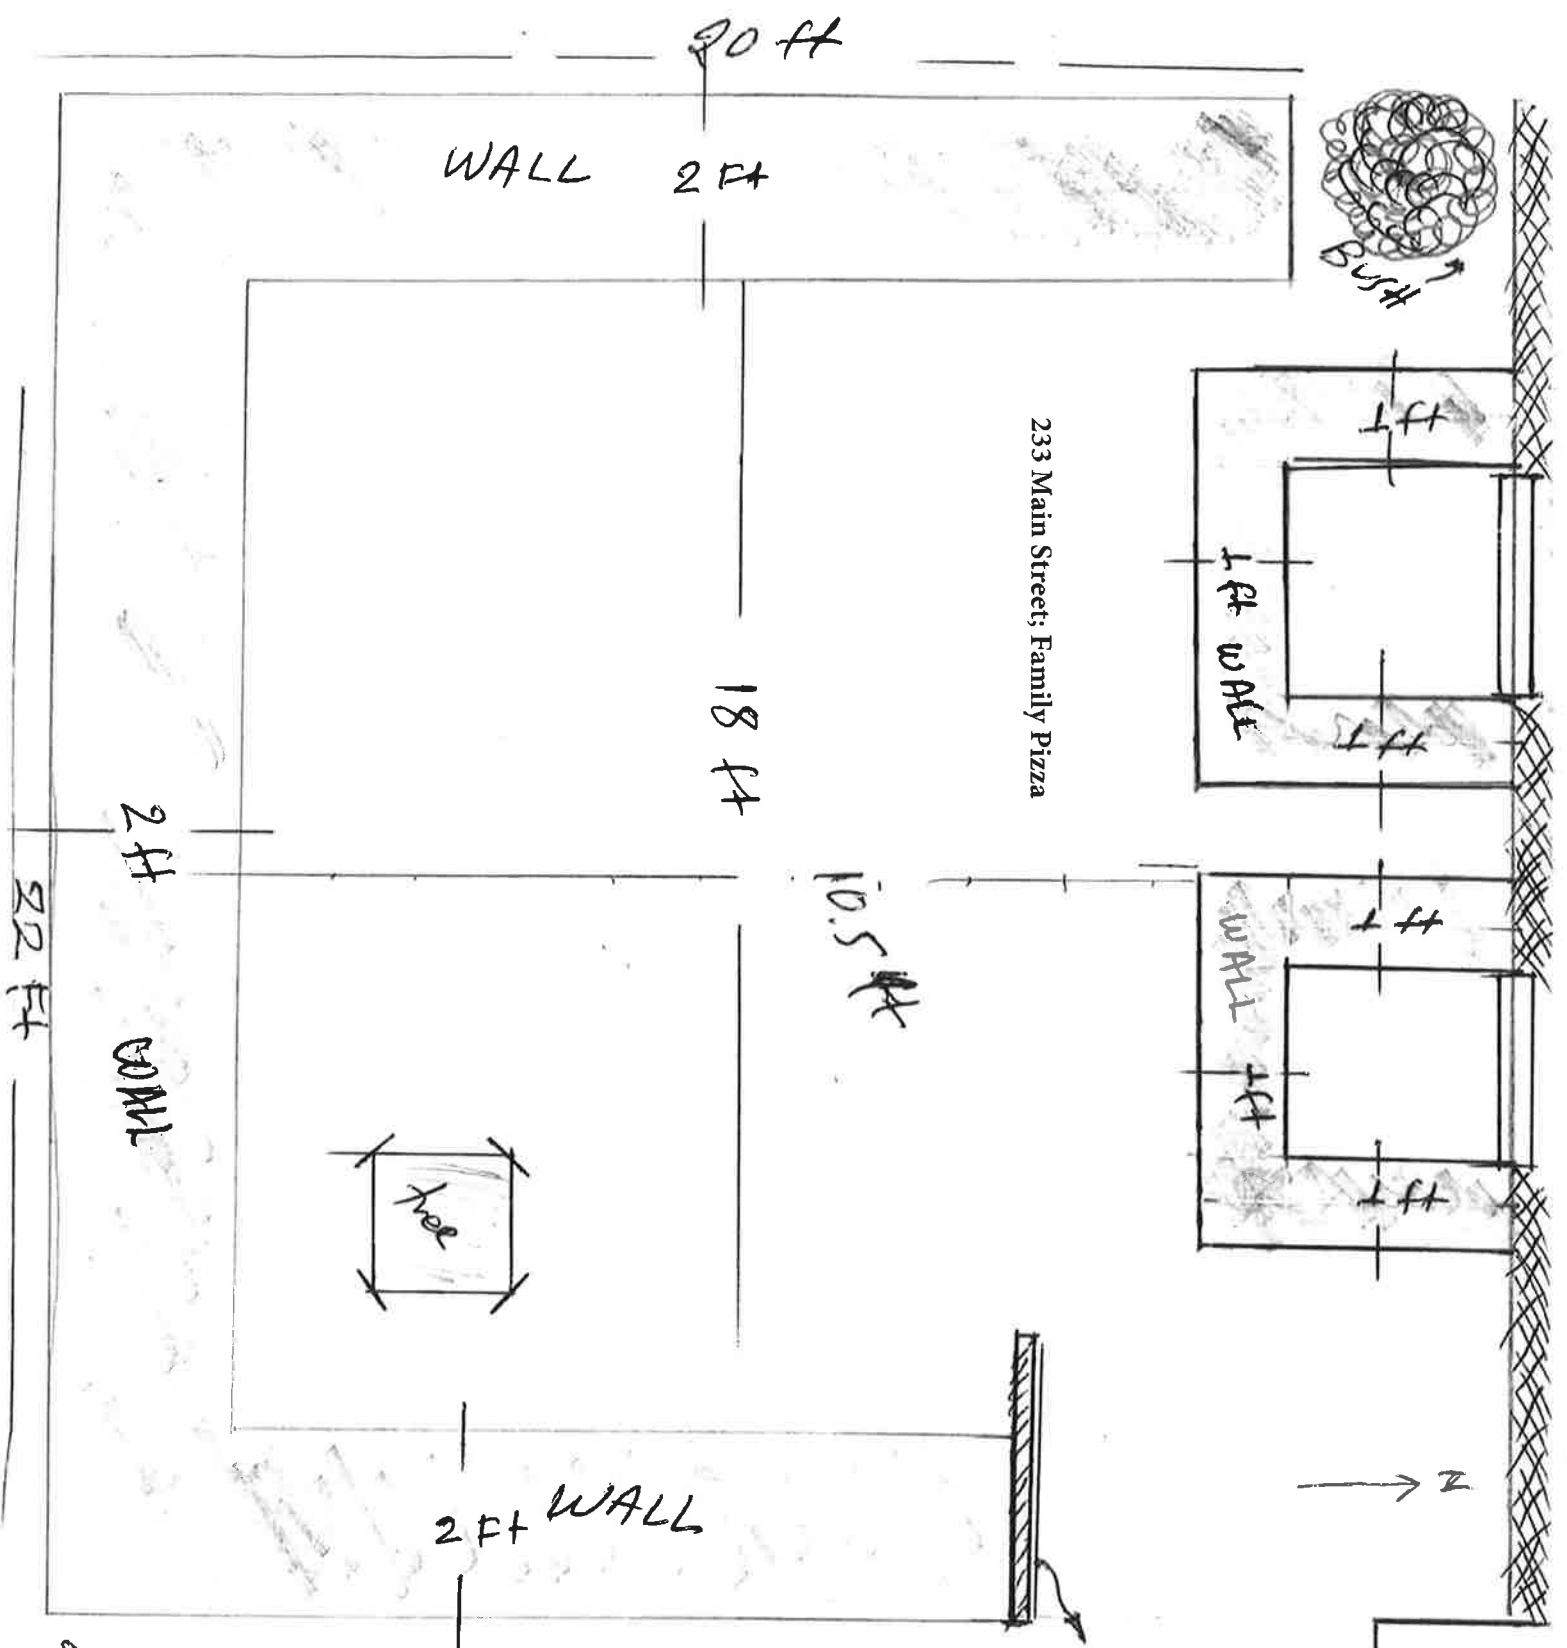 20 ft
WALL 2 Ft
BUSH
1 ft
233 Main Street; Family Pizza
1 ft WALL
1 ft
18 ft
2 ft
22 Ft
10.5 ft
1 ft
WALL
1 ft
WALL
1 ft
tree
2 Ft WALL